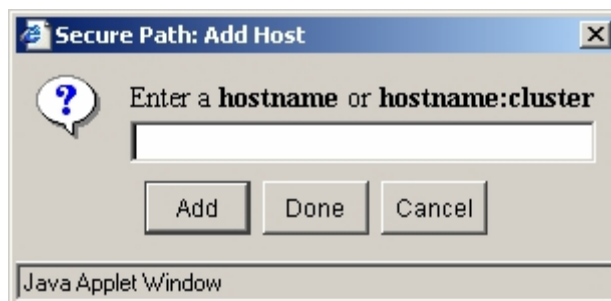 Secure Path: Add Host
Enter a hostname or hostname:cluster
Add Done Cancel
Java Applet Window